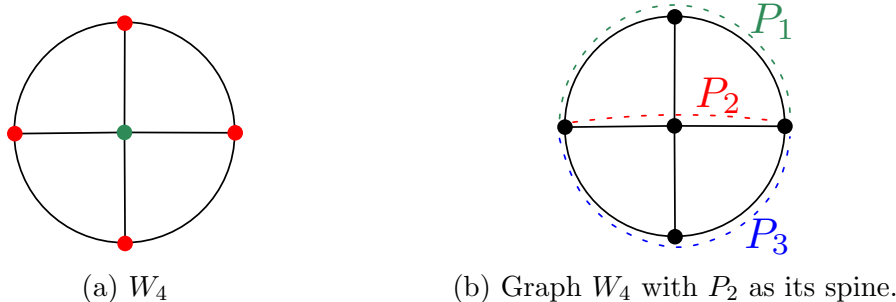 P₁
P₂
P₃
(a) W₄
(b) Graph W₄ with P₂ as its spine.